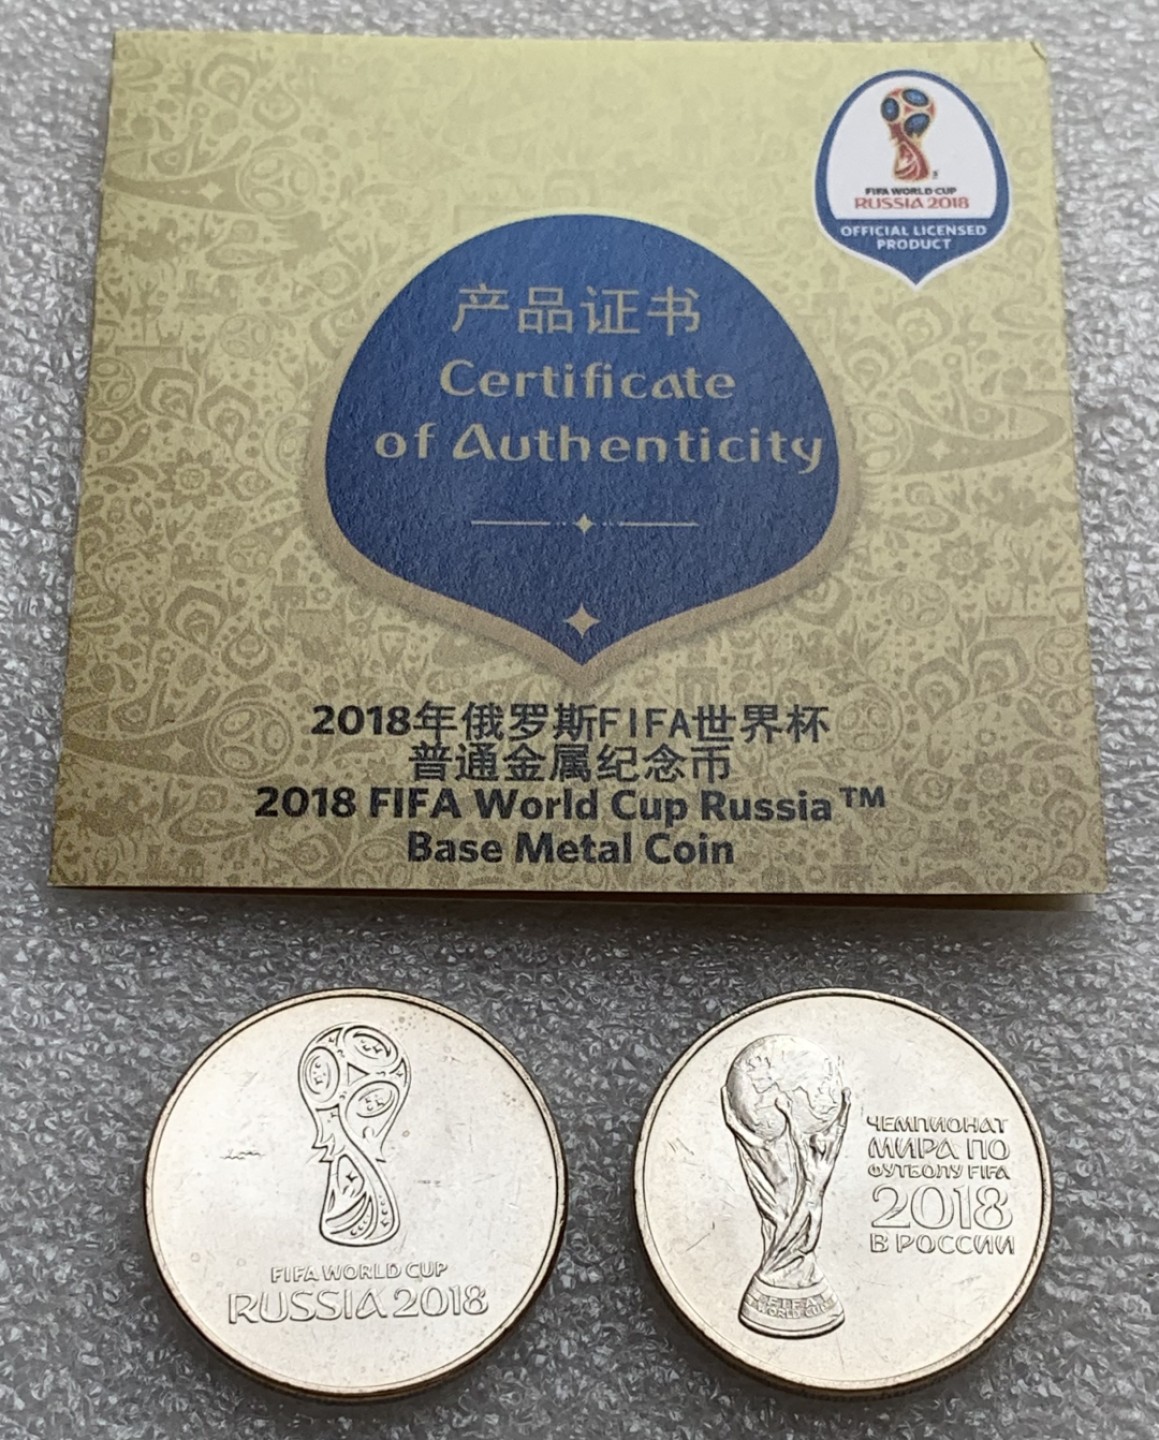 FIFA WORLD CUP
RUSSIA 2018
OFFICIAL LICENSED
PRODUCT
产品证书
Certificate
of Authenticity
2018年俄罗斯FIFA世界杯
普通金属纪念币
2018 FIFA World Cup Russia™
Base Metal Coin
FIFA WORLD CUP
RUSSIA 2018
ЧЕМПИОНАТ
МИРА ПО
ФУТБОЛУ FIFA
2018
В РОССИИ
FIFA
WORLD CUP